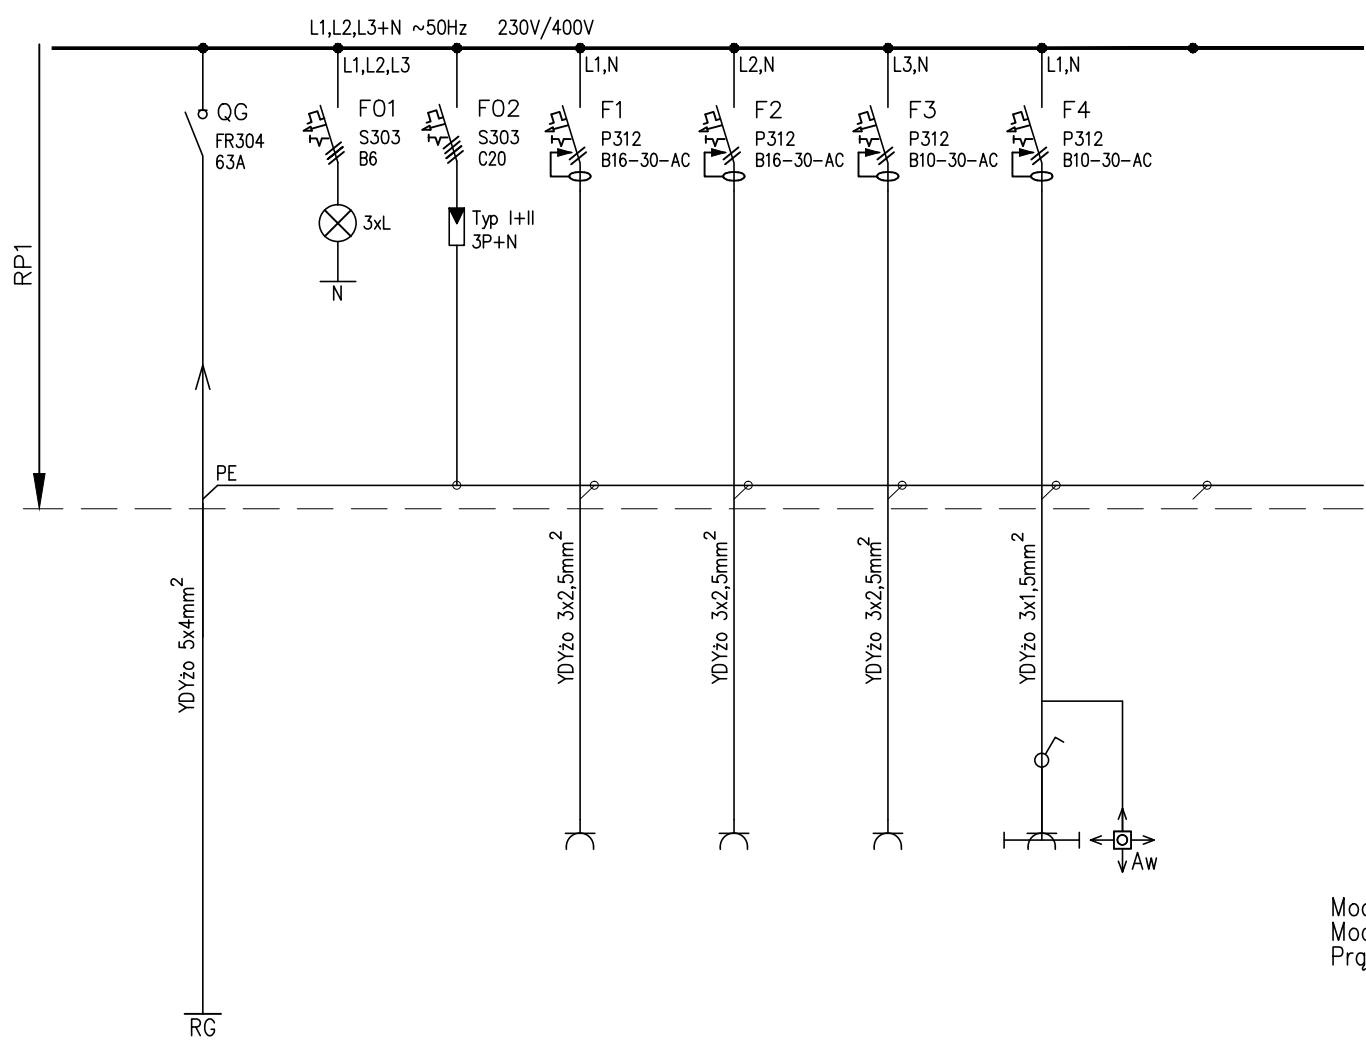 L1,L2,L3+N ~50Hz 230V/400V
L1,L2,L3
L1,N
L2,N
L3,N
L1,N
QG
FR304
63A
F01
S303
B6
F02
S303
C20
F1
P312
B16-30-AC
F2
P312
B16-30-AC
F3
P312
B10-30-AC
F4
P312
B10-30-AC
3xL
N
Typ I+II
3P+N
RP1
PE
YDYżo 5x4mm²
YDYżo 3x2,5mm²
YDYżo 3x2,5mm²
YDYżo 3x2,5mm²
YDYżo 3x1,5mm²
Aw
RG